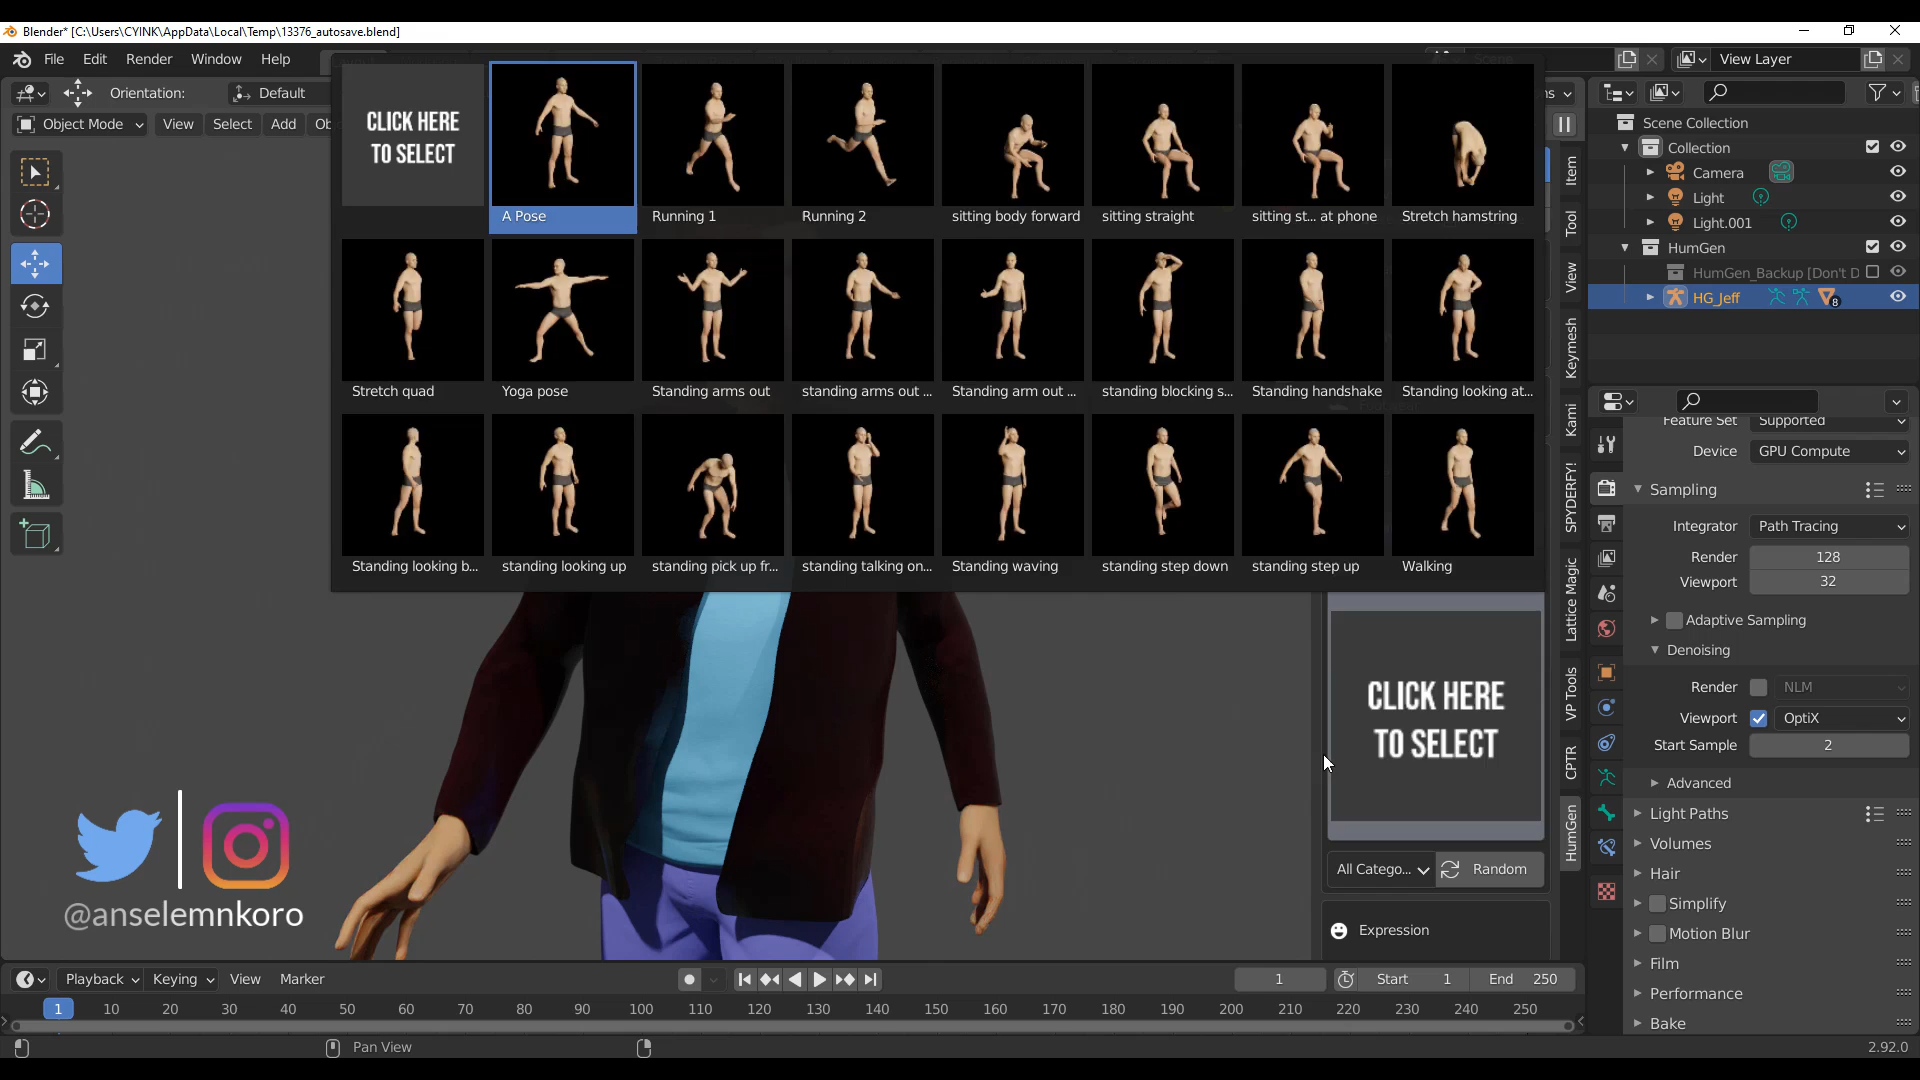 Blender* [C:\Users\CYINK\AppData\Local\Temp\13376_autosave.blend]
File Edit Render Window Help
View Layer
Orientation: Default
Object Mode View Select Add
CLICK HERE
TO SELECT
A Pose
Running 1
Running 2
sitting body forward
sitting straight
sitting st... at phone
Stretch hamstring
Stretch quad
Yoga pose
Standing arms out
standing arms out ...
Standing arm out ...
standing blocking s...
Standing handshake
Standing looking at...
Standing looking b...
standing looking up
standing pick up fr...
standing talking on...
Standing waving
standing step down
standing step up
Walking
CLICK HERE
TO SELECT
All Catego... Random
Expression
Item
Tool
View
Keymesh
Kami
SPYDERFY!
Lattice Magic
VP Tools
CPTR
HumGen
Scene Collection
Collection
Camera
Light
Light.001
HumGen
HumGen_Backup [Don't D
HG_Jeff
8
Feature Set Supported
Device GPU Compute
Sampling
Integrator Path Tracing
Render 128
Viewport 32
Adaptive Sampling
Denoising
Render NLM
Viewport OptiX
Start Sample 2
Advanced
Light Paths
Volumes
Hair
Simplify
Motion Blur
Film
Performance
Bake
@anselemnkoro
Playback Keying View Marker
1 Start 1 End 250
1 10 20 30 40 50 60 70 80 90 100 110 120 130 140 150 160 170 180 190 200 210 220 230 240 250
Pan View
2.92.0